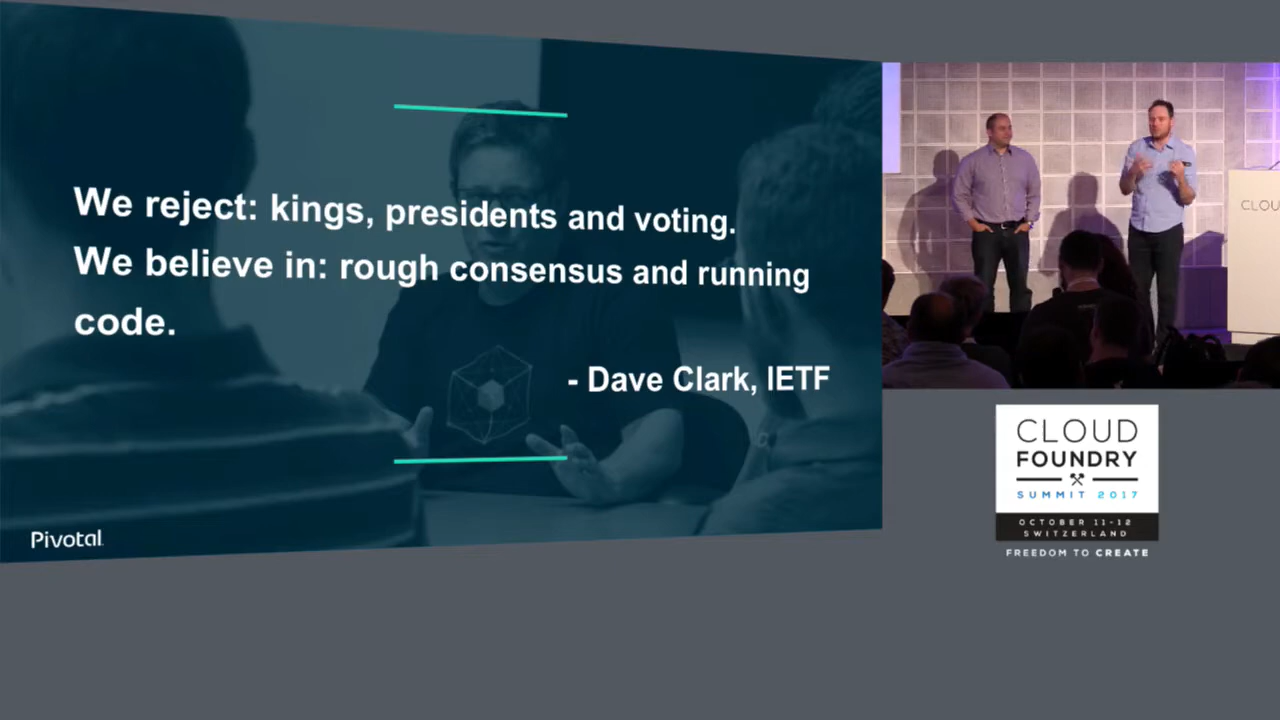 We reject: kings, presidents and voting.
We believe in: rough consensus and running
code.
- Dave Clark, IETF
Pivotal
CLOUD
FOUNDRY
SUMMIT 2017
OCTOBER 11-12
SWITZERLAND
FREEDOM TO CREATE
CLOU